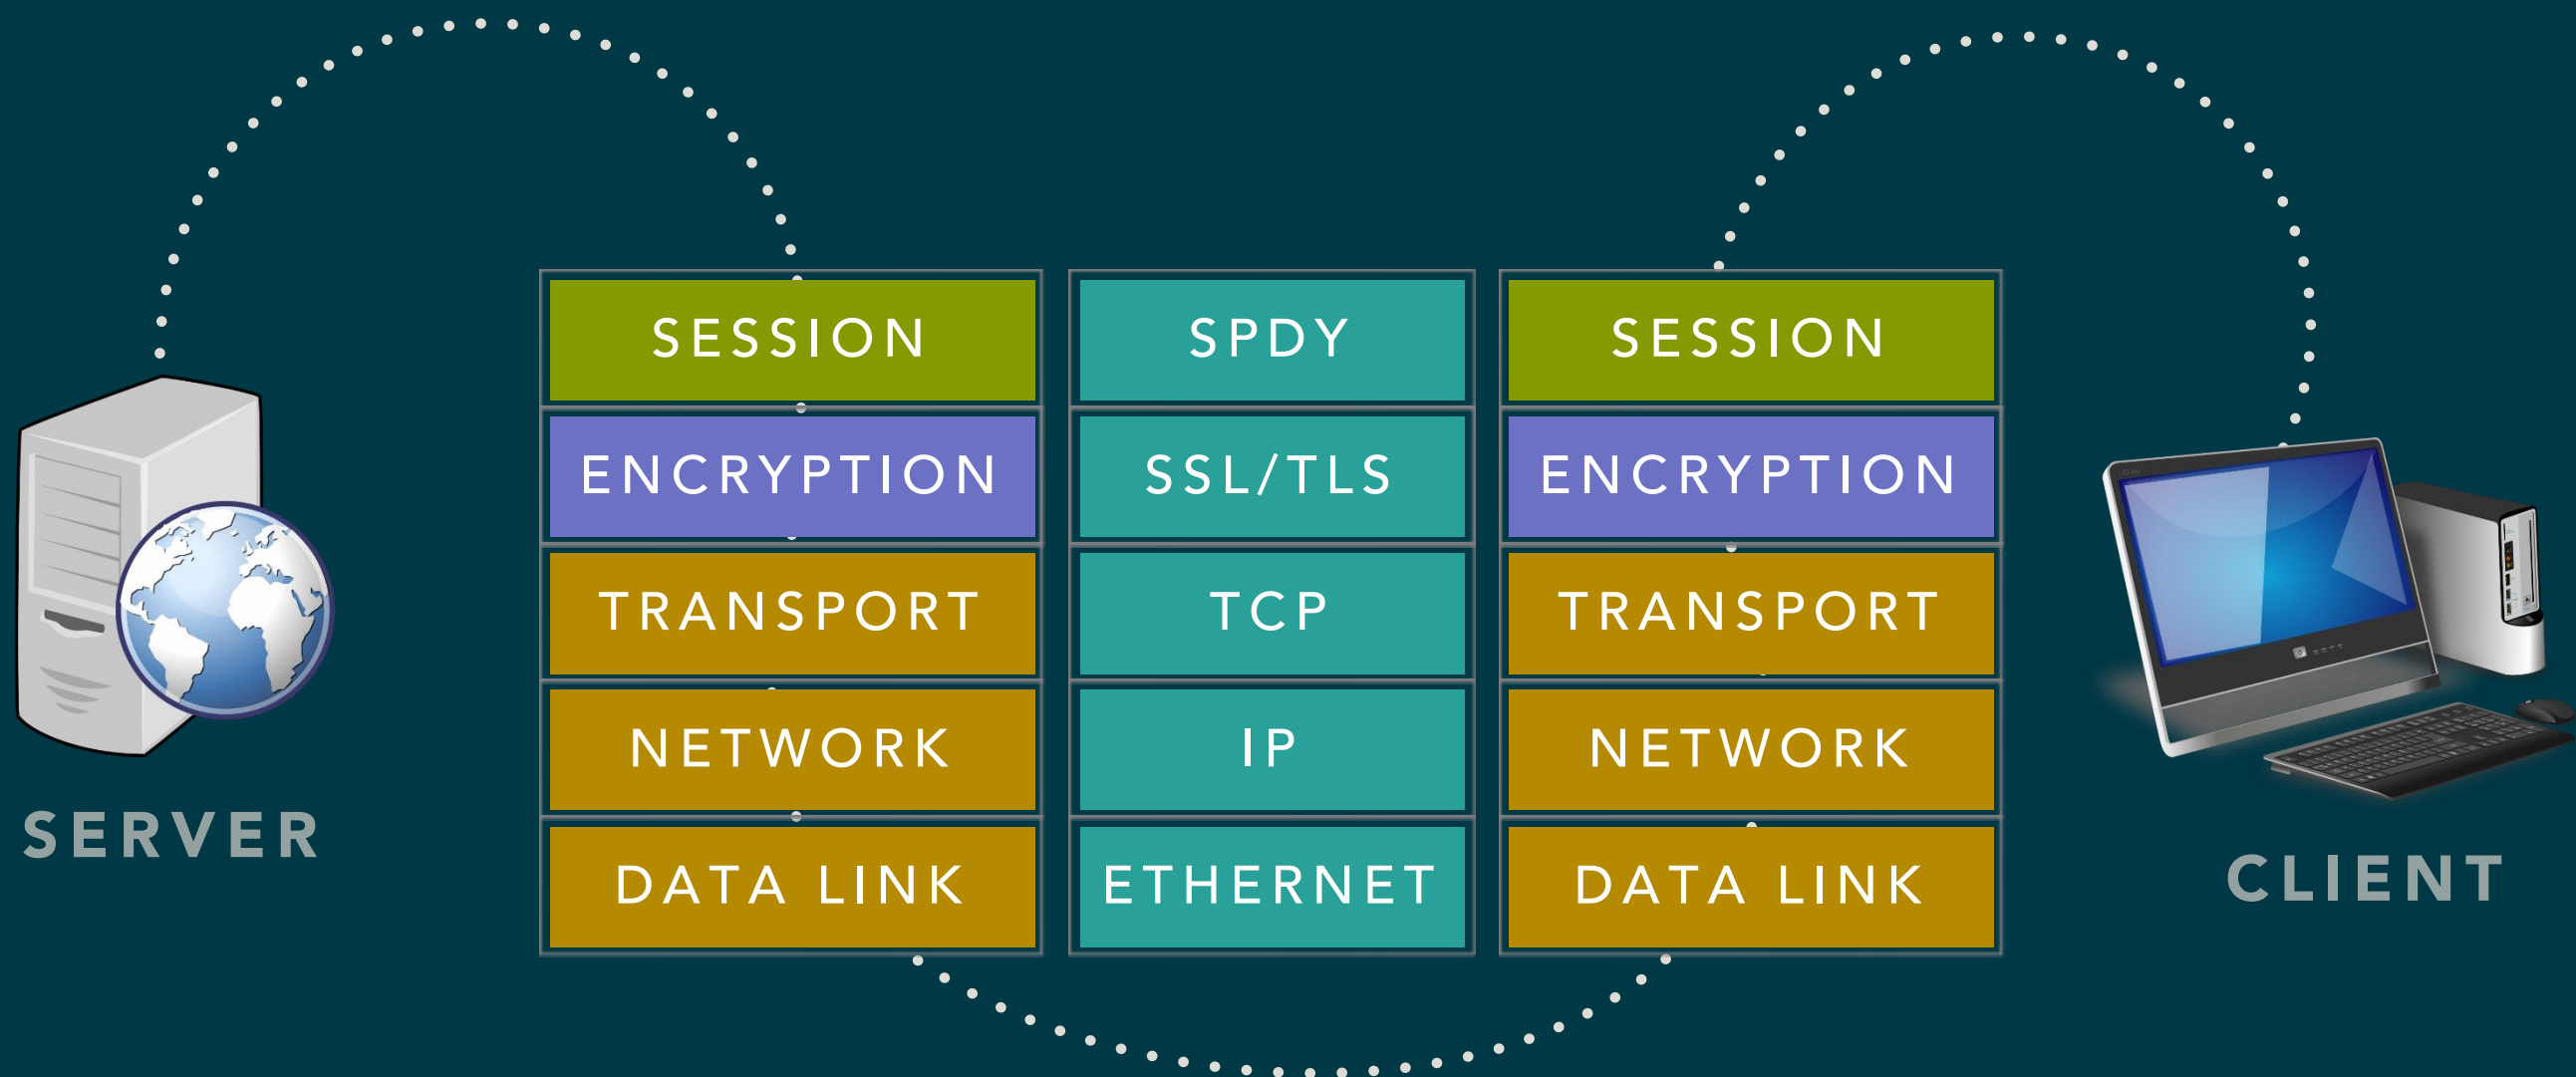 SESSION SPDY SESSION
ENCRYPTION SSL/TLS ENCRYPTION
TRANSPORT TCP TRANSPORT
NETWORK IP NETWORK
DATA LINK ETHERNET DATA LINK
SERVER
CLIENT